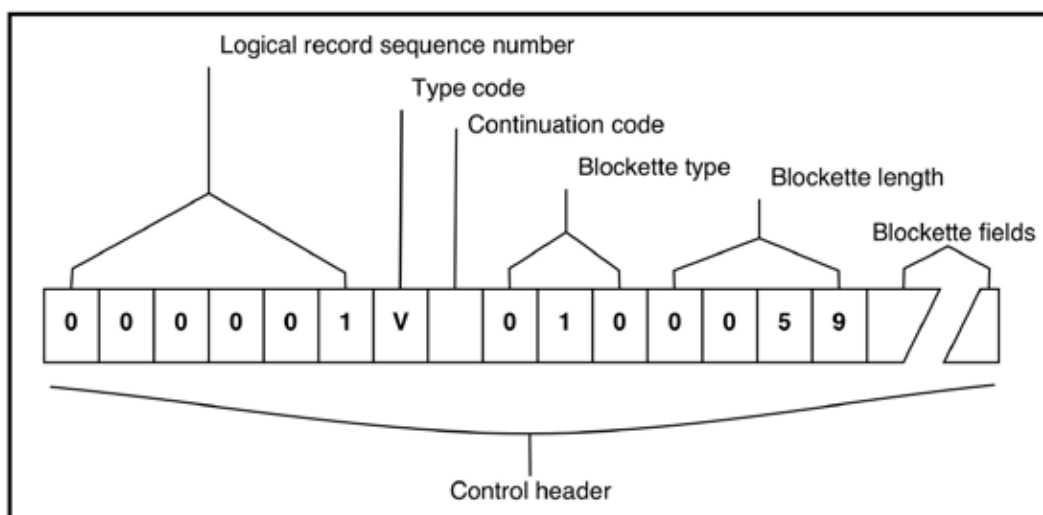 Logical record sequence number
Type code
Continuation code
Blockette type
Blockette length
Blockette fields
0 0 0 0 0 1 V 0 1 0 0 0 5 9
Control header